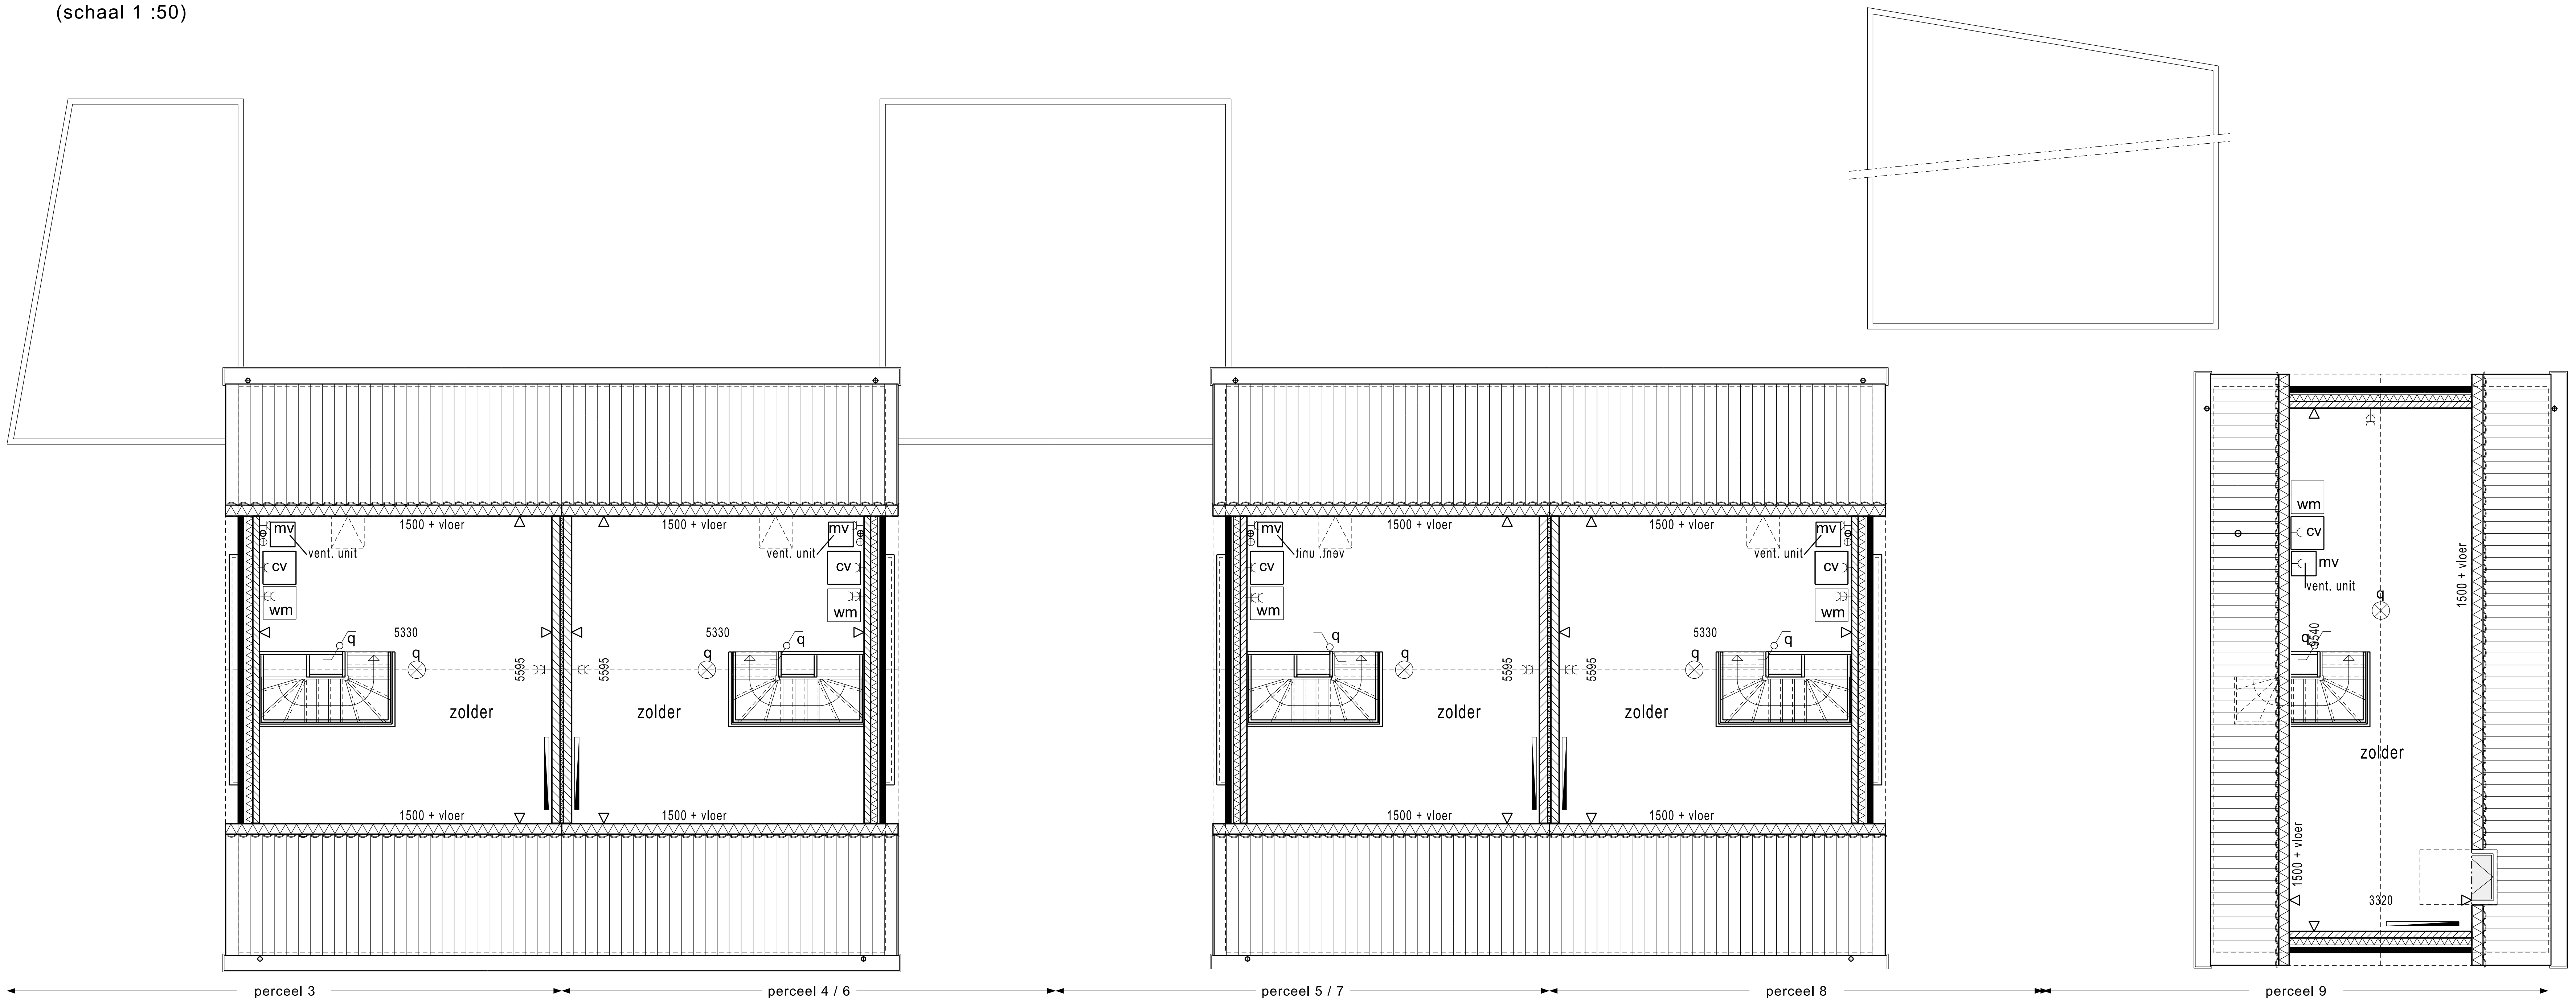 (schaal 1 :50)
1500 + vloer
1500 + vloer
mv
vent. unit
cv
wm
q
5330
q
5595
zolder
1500 + vloer
mv
vent. unit
cv
wm
5330
q
q
5595
zolder
1500 + vloer
1500 + vloer
mv
vent. unit
cv
wm
q
q
5595
zolder
1500 + vloer
1500 + vloer
mv
vent. unit
cv
wm
5330
q
q
5595
zolder
1500 + vloer
wm
cv
mv
vent. unit
q
q
9540
1500 + vloer
zolder
1500 + vloer
3320
perceel 3
perceel 4 / 6
perceel 5 / 7
perceel 8
perceel 9